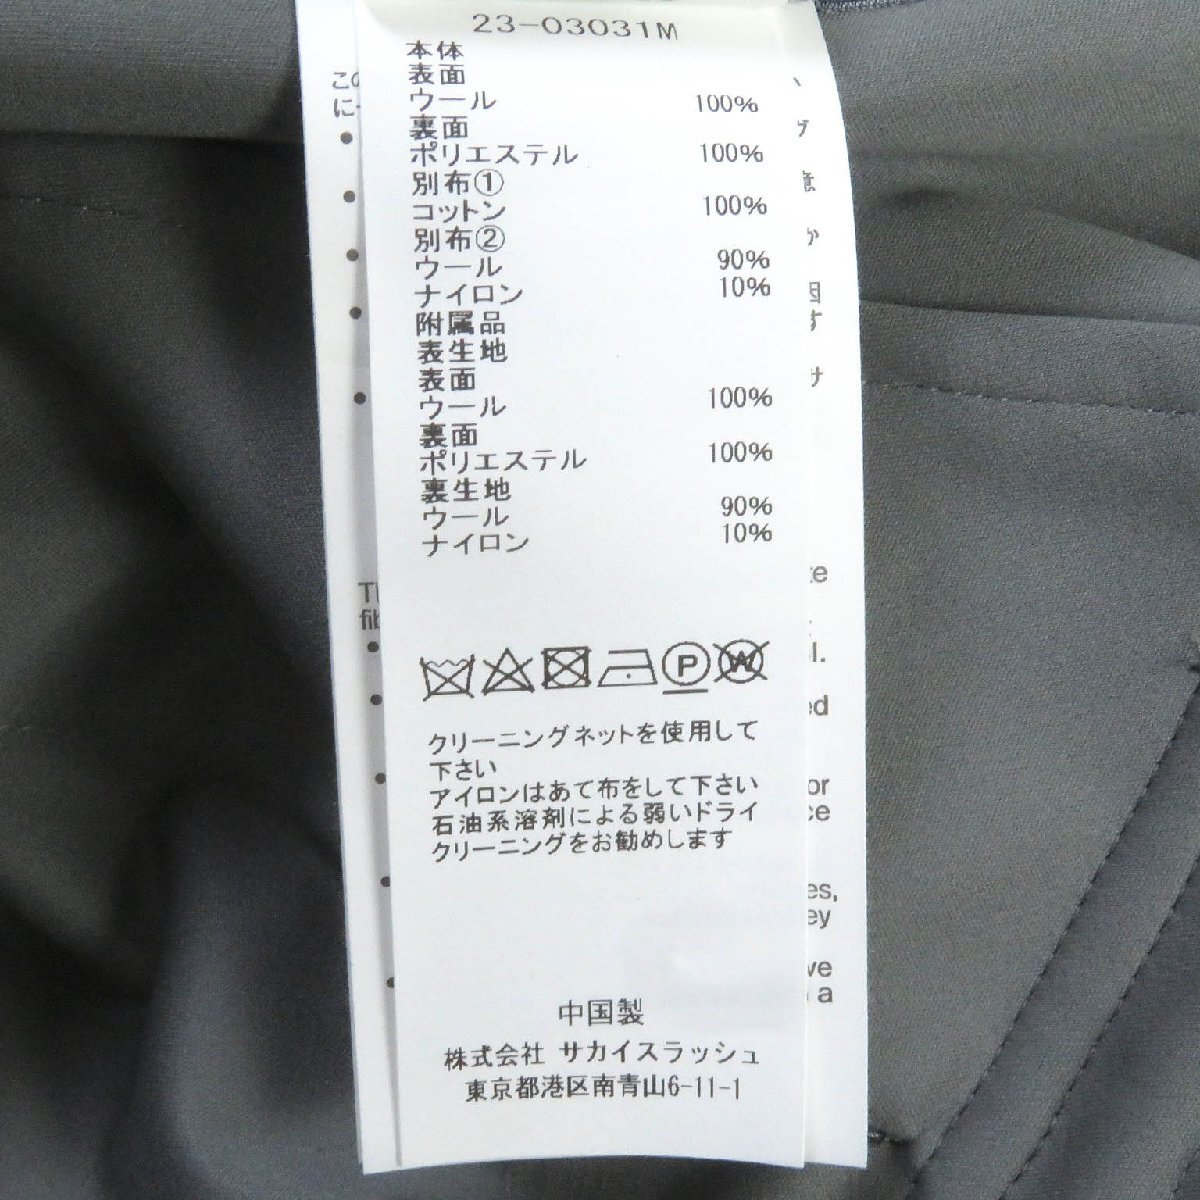 23-03031M
本体
表面
ウール 100%
裏面
ポリエステル 100%
別布①
コットン 100%
別布②
ウール 90%
ナイロン 10%
附属品
表生地
表面
ウール 100%
裏面
ポリエステル 100%
裏生地
ウール 90%
ナイロン 10%
P W
クリーニングネットを使用して
下さい
アイロンはあて布をして下さい
石油系溶剤による弱いドライ
クリーニングをお勧めします
中国製
株式会社 サカイスラッシュ
東京都港区南青山6-11-1